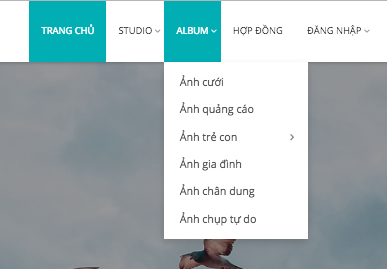 TRANG CHỦ STUDIO ALBUM HỢP ĐỒNG ĐĂNG NHẬP
Ảnh cưới
Ảnh quảng cáo
Ảnh trẻ con
Ảnh gia đình
Ảnh chân dung
Ảnh chụp tự do